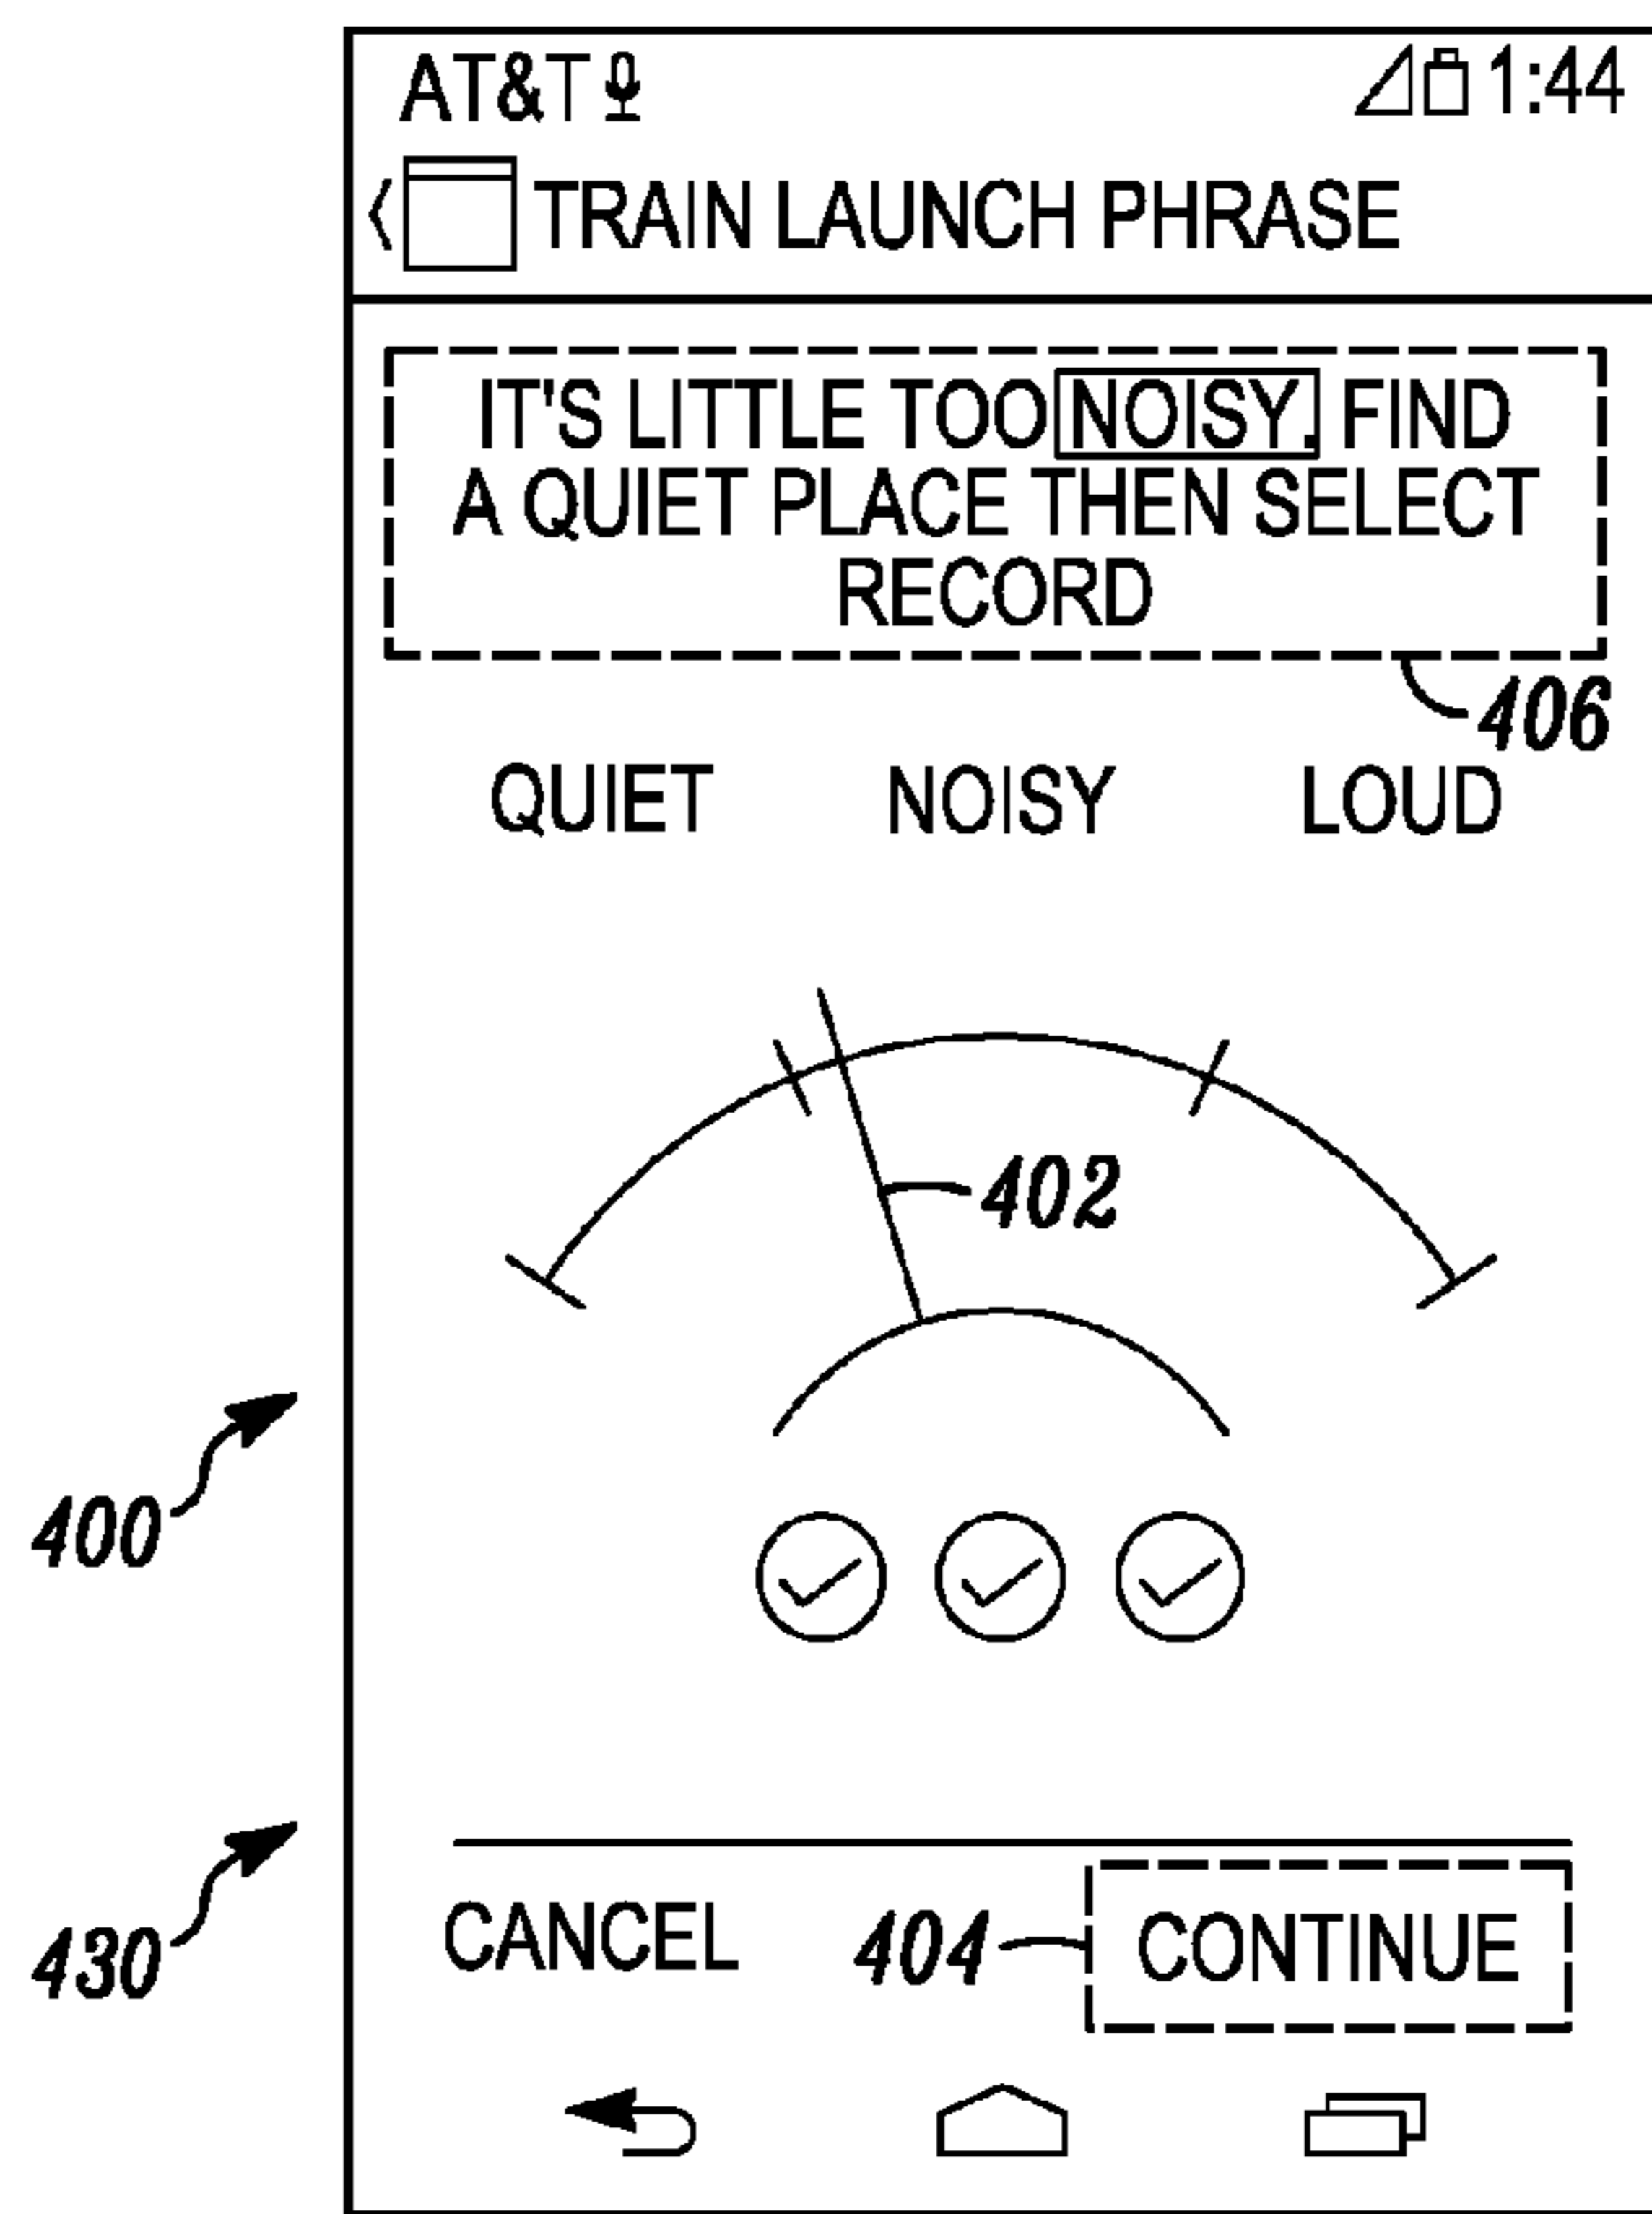 AT&T 1:44
TRAIN LAUNCH PHRASE
IT'S LITTLE TOO NOISY. FIND
A QUIET PLACE THEN SELECT
RECORD
406
QUIET NOISY LOUD
402
400
430
CANCEL 404 CONTINUE